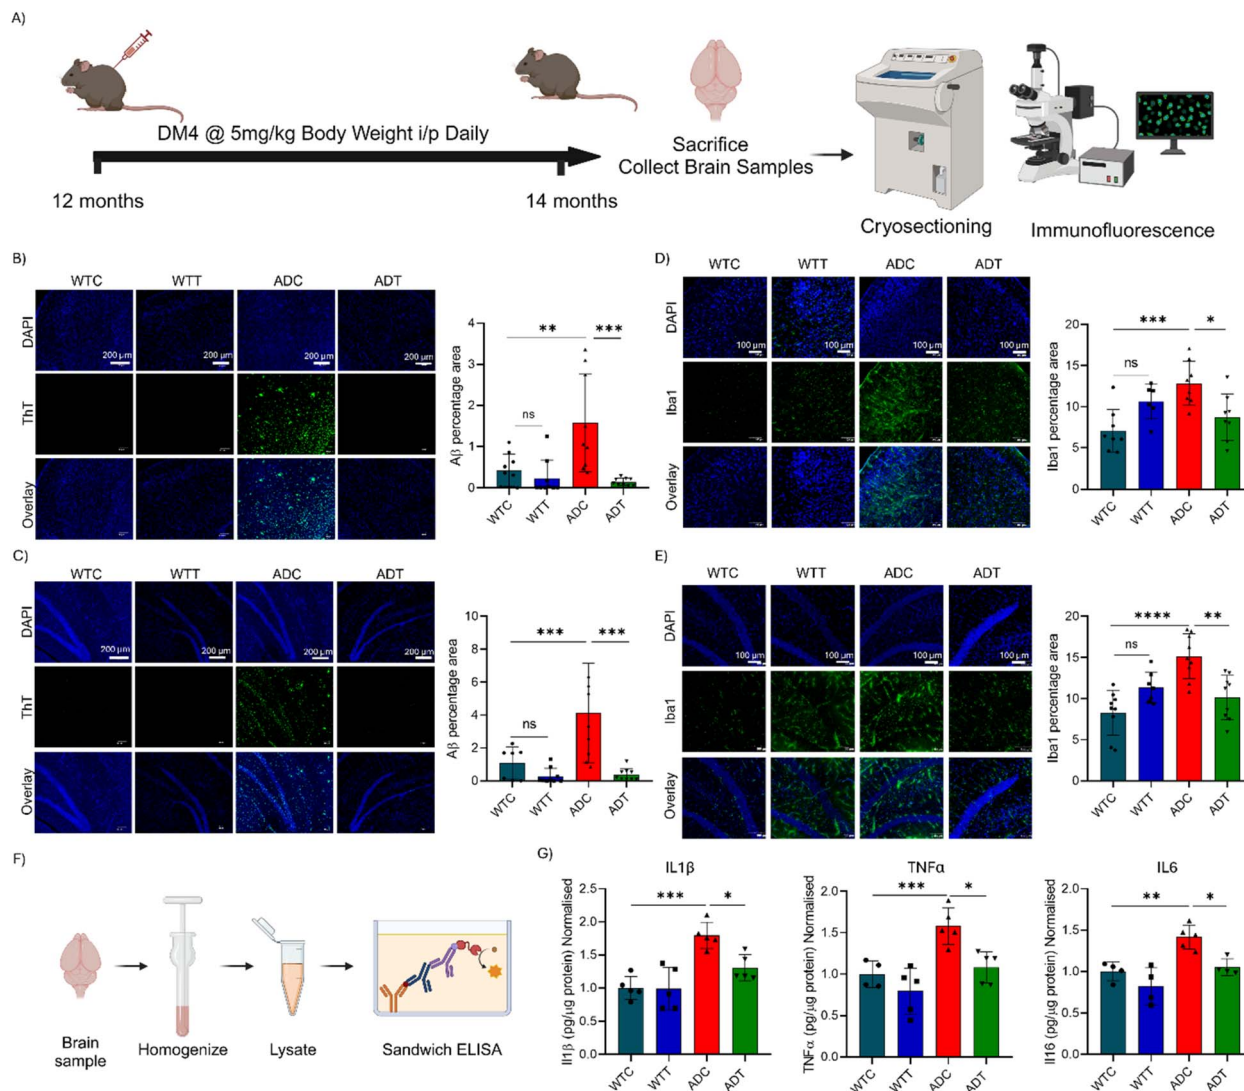 A)
DM4 @ 5mg/kg Body Weight i/p Daily
12 months
14 months
Sacrifice
Collect Brain Samples
Cryosectioning
Immunofluorescence
B)
WTC WTT ADC ADT
DAPI
200 µm 200 µm 200 µm 200 µm
ThT
Overlay
Aβ percentage area
4
3
2
1
0
** ***
ns
WTC WTT ADC ADT
D)
WTC WTT ADC ADT
DAPI
100 µm 100 µm 100 µm 100 µm
Iba1
Overlay
Iba1 percentage area
20
15
10
5
0
*** *
ns
WTC WTT ADC ADT
C)
WTC WTT ADC ADT
DAPI
200 µm 200 µm 200 µm 200 µm
ThT
Overlay
Aβ percentage area
8
6
4
2
0
*** ***
ns
WTC WTT ADC ADT
E)
WTC WTT ADC ADT
DAPI
100 µm 100 µm 100 µm 100 µm
Iba1
Overlay
Iba1 percentage area
20
15
10
5
0
**** **
ns
WTC WTT ADC ADT
F)
Brain
sample
Homogenize
Lysate
Sandwich ELISA
G)
IL1β
Il1β (pg/µg protein) Normalised
2.5
2.0
1.5
1.0
0.5
0.0
*** *
WTC WTT ADC ADT
TNFα
TNFα (pg/µg protein) Normalised
2.0
1.5
1.0
0.5
0.0
*** *
WTC WTT ADC ADT
IL6
Il16 (pg/µg protein) Normalised
2.0
1.5
1.0
0.5
0.0
** *
WTC WTT ADC ADT